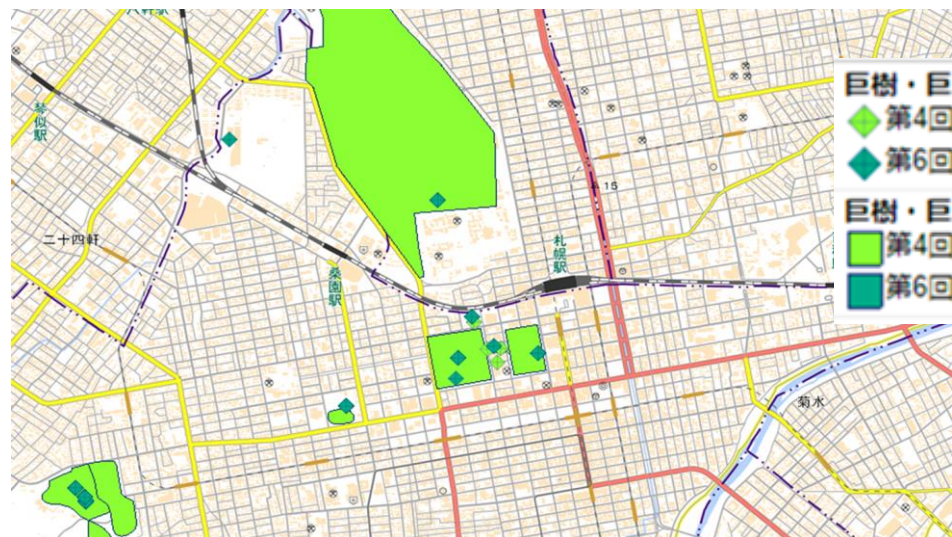 八軒駅
琴似駅
二十四軒
桑園駅
札幌駅
15
菊水
巨樹・巨
第4回
第6回
巨樹・巨
第4回
第6回